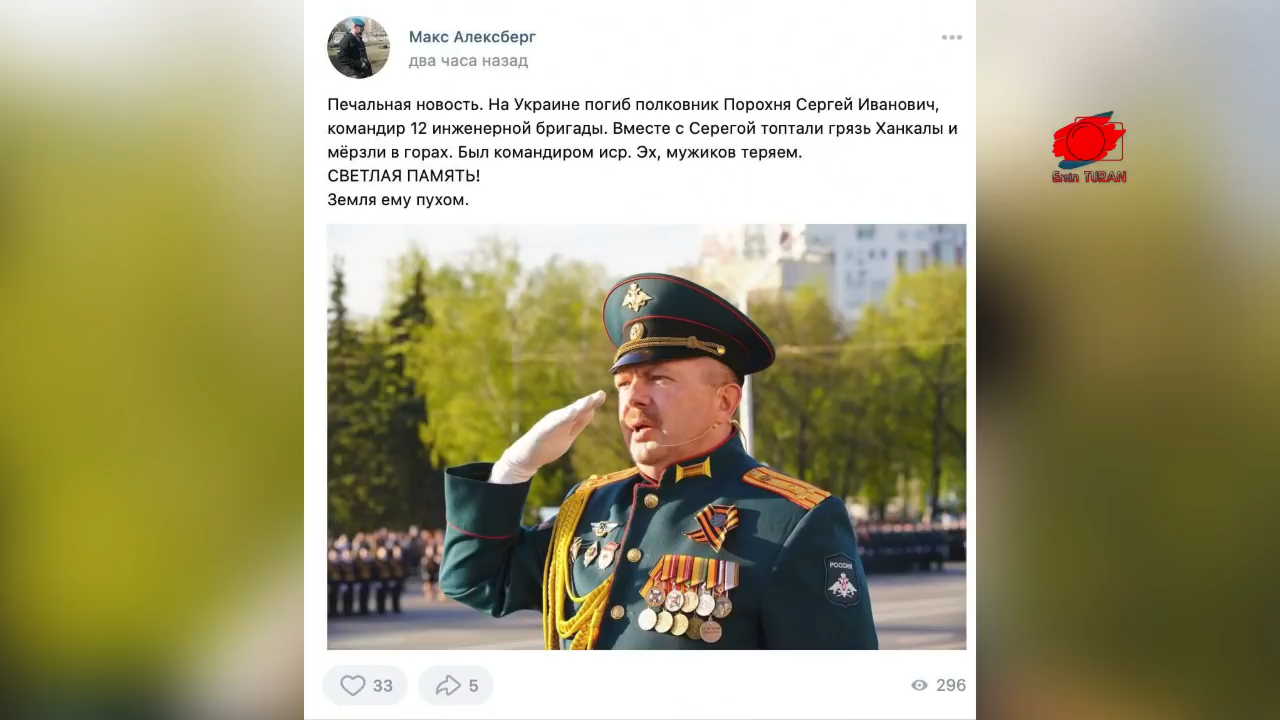 Макс Алексберг
два часа назад
Печальная новость. На Украине погиб полковник Порохня Сергей Иванович,
командир 12 инженерной бригады. Вместе с Серегой топтали грязь Ханкалы и
мёрзли в горах. Был командиром иср. Эх, мужиков теряем.
СВЕТЛАЯ ПАМЯТЬ!
Земля ему пухом.
Ersin TURAN
РОССИЯ
33
5
296